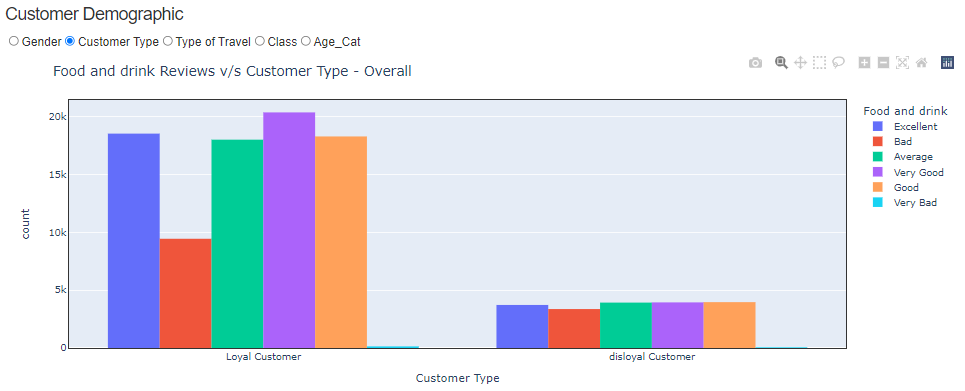 Customer Demographic
Gender Customer Type Type of Travel Class Age_Cat
Food and drink Reviews v/s Customer Type - Overall
Food and drink
Excellent
Bad
Average
Very Good
Good
Very Bad
count
20k
15k
10k
5k
0
Loyal Customer disloyal Customer
Customer Type